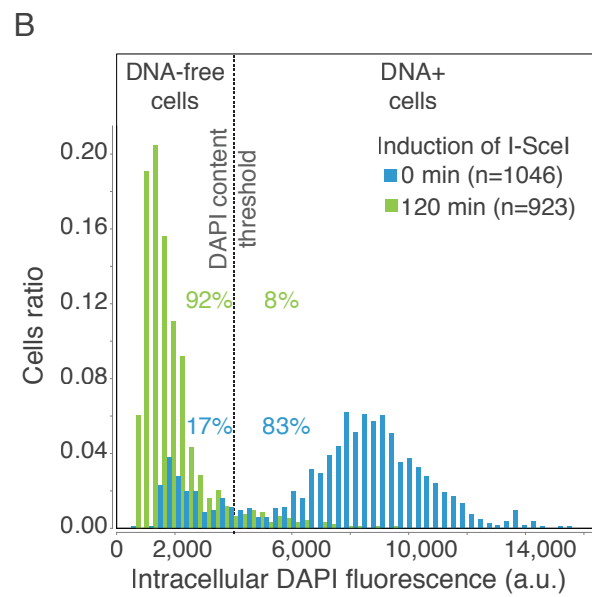 B
DNA-free
cells
DNA+
cells
DAPI content
threshold
Induction of I-SceI
0 min (n=1046)
120 min (n=923)
92%
8%
17%
83%
Cells ratio
0.20
0.16
0.12
0.08
0.04
0.00
0
2,000
6,000
10,000
14,000
Intracellular DAPI fluorescence (a.u.)